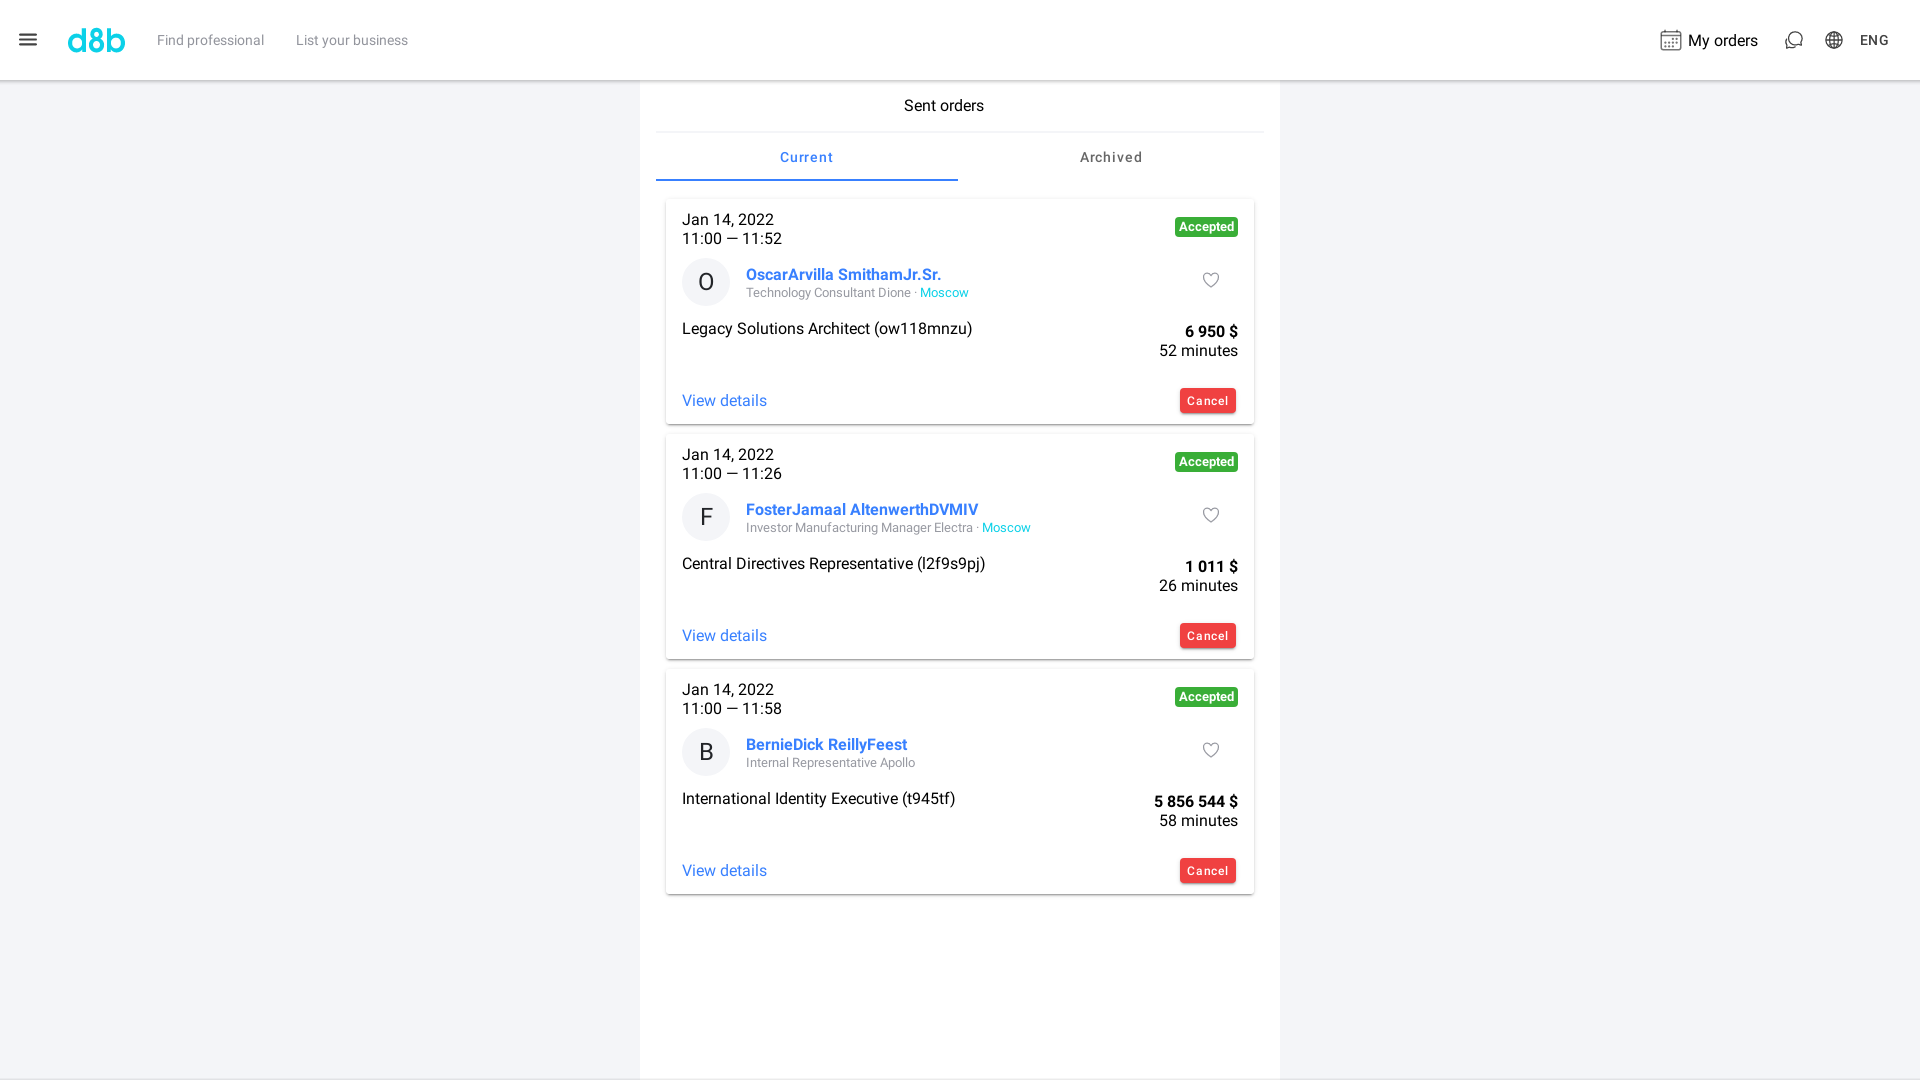 d8b
Find professional
List your business
My orders
ENG
Sent orders
Current
Archived
Jan 14, 2022
11:00 — 11:52
Accepted
O
OscarArvilla SmithamJr.Sr.
Technology Consultant Dione · Moscow
Legacy Solutions Architect (ow118mnzu)
6 950 $
52 minutes
View details
Cancel
Jan 14, 2022
11:00 — 11:26
Accepted
F
FosterJamaal AltenwerthDVMIV
Investor Manufacturing Manager Electra · Moscow
Central Directives Representative (l2f9s9pj)
1 011 $
26 minutes
View details
Cancel
Jan 14, 2022
11:00 — 11:58
Accepted
B
BernieDick ReillyFeest
Internal Representative Apollo
International Identity Executive (t945tf)
5 856 544 $
58 minutes
View details
Cancel